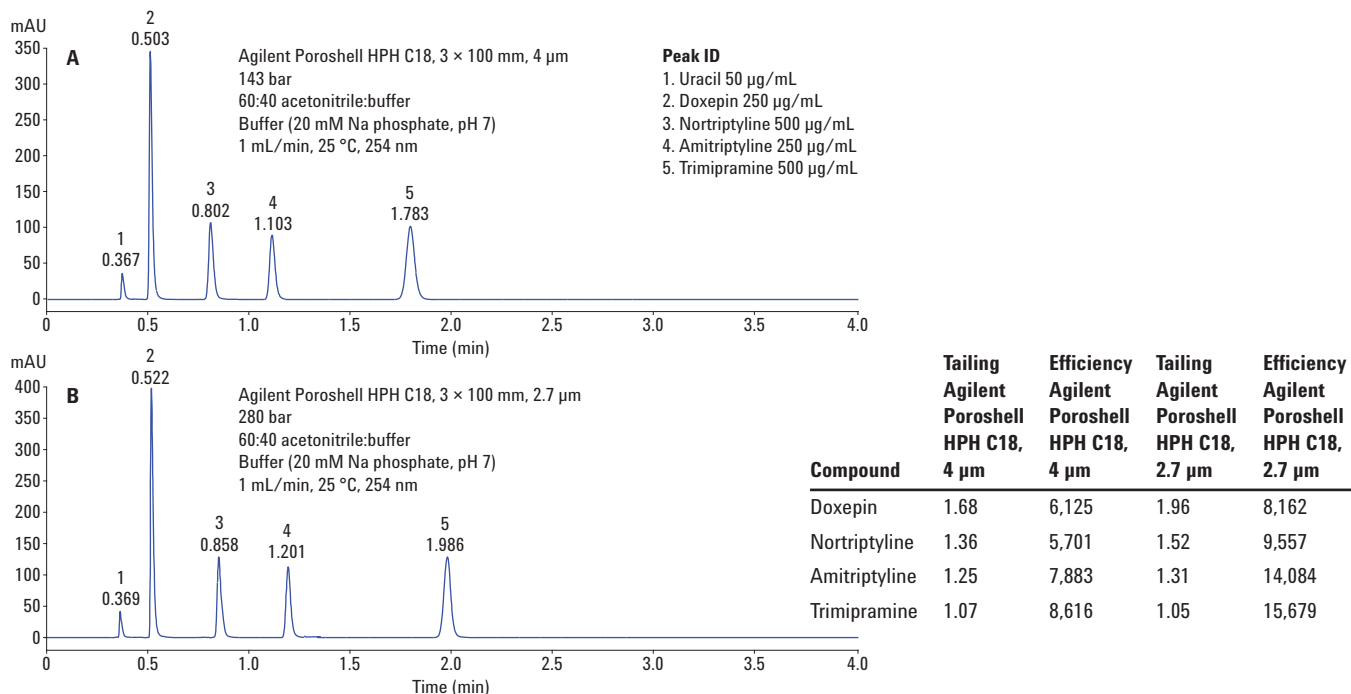 mAU
A
350
300
250
200
150
100
50
0
2
0.503
1
0.367
3
0.802
4
1.103
5
1.783
Agilent Poroshell HPH C18, 3 × 100 mm, 4 µm
143 bar
60:40 acetonitrile:buffer
Buffer (20 mM Na phosphate, pH 7)
1 mL/min, 25 °C, 254 nm
Peak ID
1. Uracil 50 µg/mL
2. Doxepin 250 µg/mL
3. Nortriptyline 500 µg/mL
4. Amitriptyline 250 µg/mL
5. Trimipramine 500 µg/mL
0 0.5 1.0 1.5 2.0 2.5 3.0 3.5 4.0
Time (min)
mAU
B
400
350
300
250
200
150
100
50
0
2
0.522
1
0.369
3
0.858
4
1.201
5
1.986
Agilent Poroshell HPH C18, 3 × 100 mm, 2.7 µm
280 bar
60:40 acetonitrile:buffer
Buffer (20 mM Na phosphate, pH 7)
1 mL/min, 25 °C, 254 nm
0 0.5 1.0 1.5 2.0 2.5 3.0 3.5 4.0
Time (min)
Tailing Efficiency Tailing Efficiency
Agilent Agilent Agilent Agilent
Poroshell Poroshell Poroshell Poroshell
HPH C18, HPH C18, HPH C18, HPH C18,
Compound 4 µm 4 µm 2.7 µm 2.7 µm
Doxepin 1.68 6,125 1.96 8,162
Nortriptyline 1.36 5,701 1.52 9,557
Amitriptyline 1.25 7,883 1.31 14,084
Trimipramine 1.07 8,616 1.05 15,679